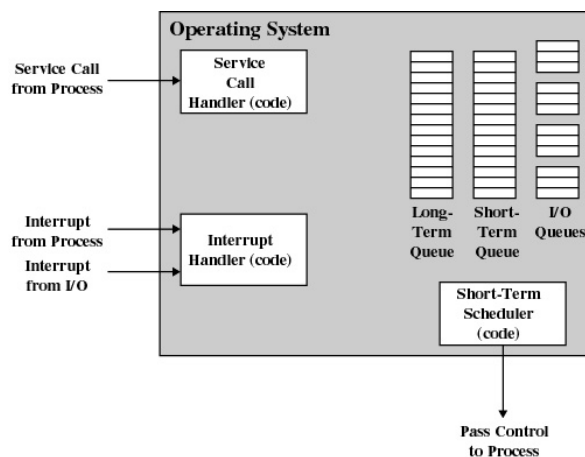 Operating System
Service Call
from Process
Service
Call
Handler (code)
Interrupt
from Process
Interrupt
from I/O
Interrupt
Handler (code)
Long-
Term
Queue
Short-
Term
Queue
I/O
Queues
Short-Term
Scheduler
(code)
Pass Control
to Process